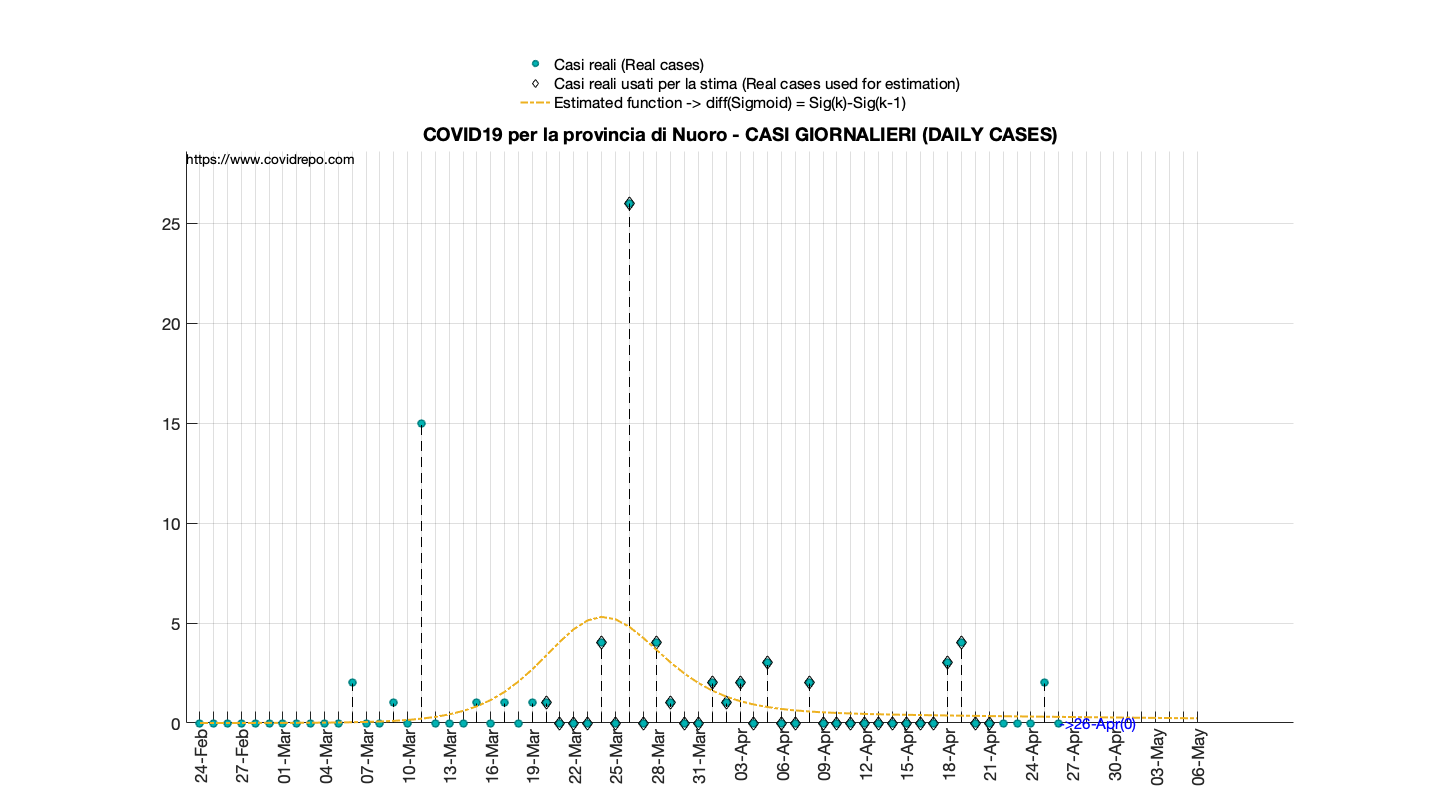 Casi reali (Real cases)
Casi reali usati per la stima (Real cases used for estimation)
Estimated function -> diff(Sigmoid) = Sig(k)-Sig(k-1)
COVID19 per la provincia di Nuoro - CASI GIORNALIERI (DAILY CASES)
https://www.covidrepo.com
25
20
15
10
5
0
->26-Apr(0)
24-Feb
27-Feb
01-Mar
04-Mar
07-Mar
10-Mar
13-Mar
16-Mar
19-Mar
22-Mar
25-Mar
28-Mar
31-Mar
03-Apr
06-Apr
09-Apr
12-Apr
15-Apr
18-Apr
21-Apr
24-Apr
27-Apr
30-Apr
03-May
06-May